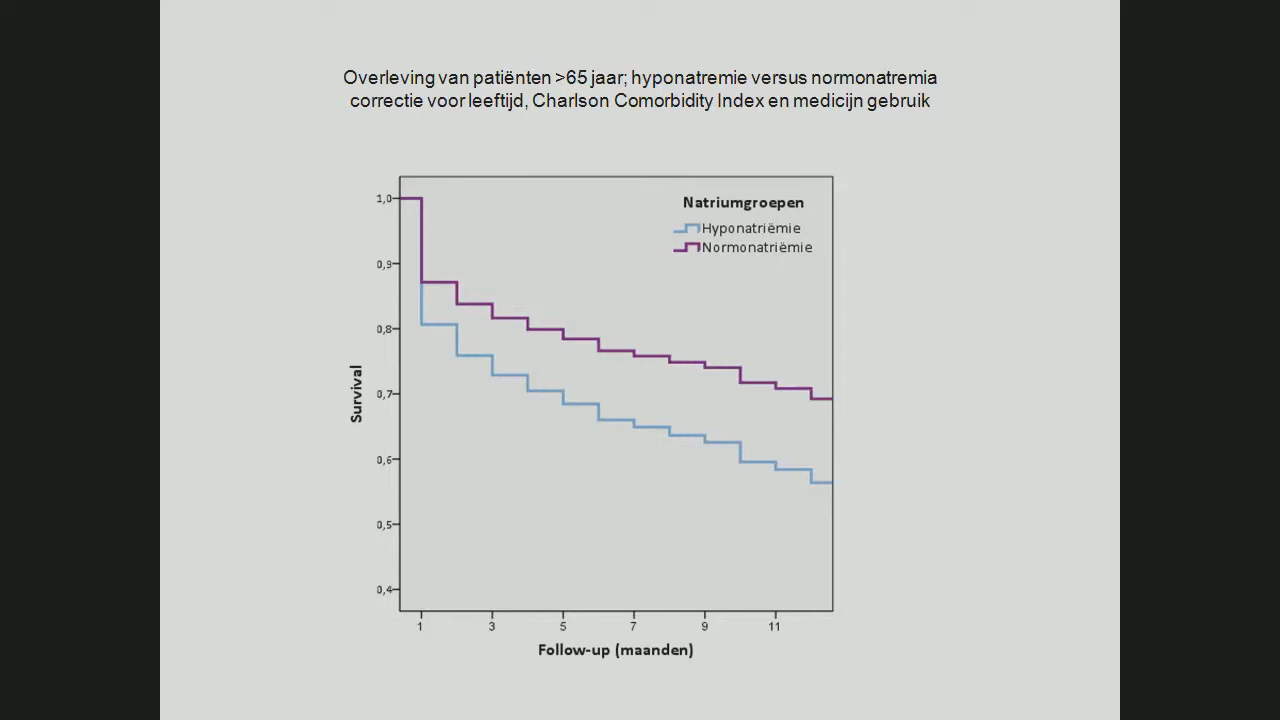 Overleving van patiënten >65 jaar; hyponatremie versus normonatremia
correctie voor leeftijd, Charlson Comorbidity Index en medicijn gebruik
Natriumgroepen
Hyponatriëmie
Normonatriëmie
1,0
0,9
0,8
0,7
0,6
0,5
0,4
Survival
1 3 5 7 9 11
Follow-up (maanden)